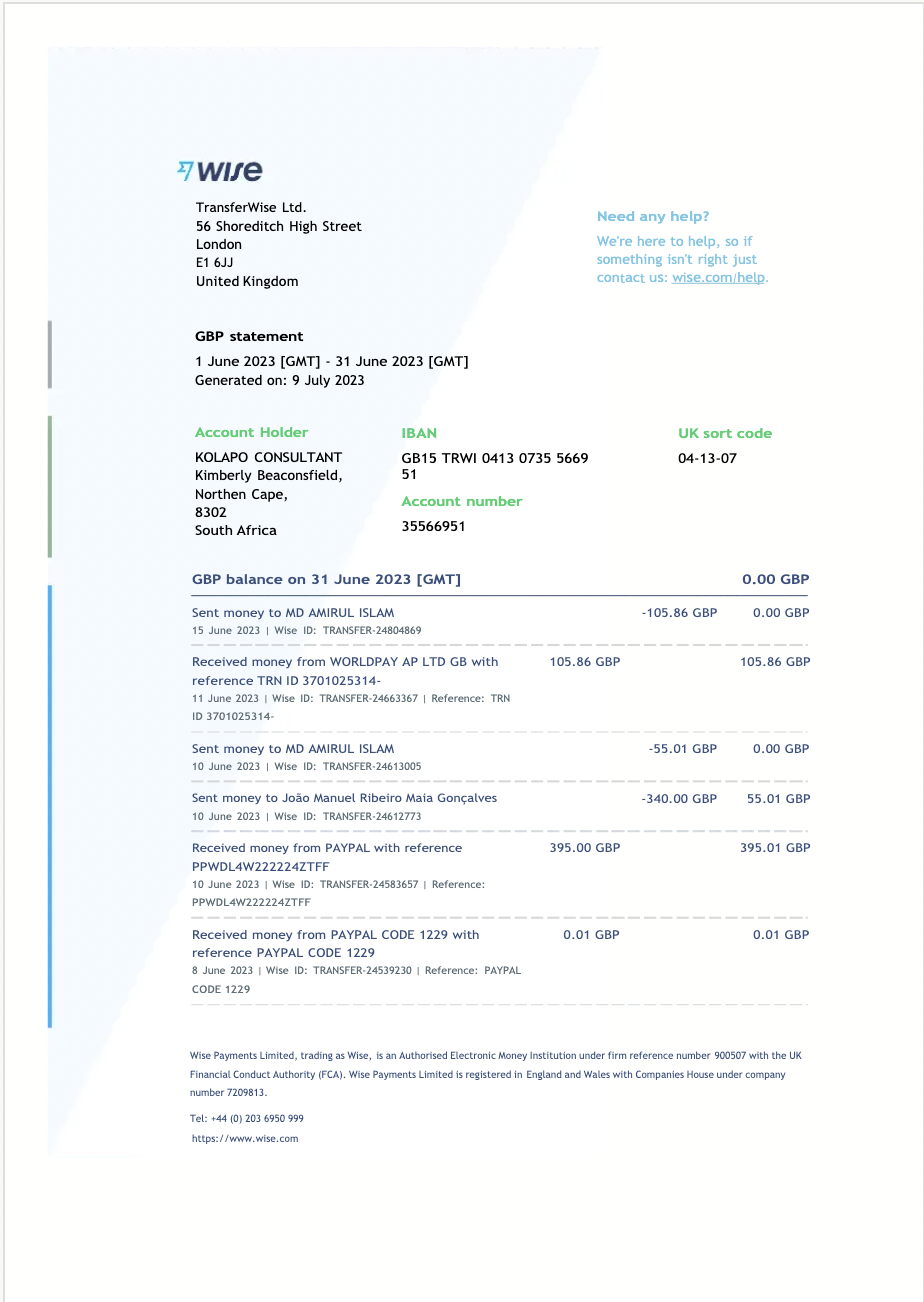 wise
TransferWise Ltd.
56 Shoreditch High Street
London
E1 6JJ
United Kingdom
Need any help?
We're here to help, so if
something isn't right just
contact us: wise.com/help.
GBP statement
1 June 2023 [GMT] - 31 June 2023 [GMT]
Generated on: 9 July 2023
Account Holder
KOLAPO CONSULTANT
Kimberly Beaconsfield,
Northen Cape,
8302
South Africa
IBAN
GB15 TRWI 0413 0735 5669
51
Account number
35566951
UK sort code
04-13-07
GBP balance on 31 June 2023 [GMT] 0.00 GBP
Sent money to MD AMIRUL ISLAM -105.86 GBP 0.00 GBP
15 June 2023 | Wise ID: TRANSFER-24804869
Received money from WORLDPAY AP LTD GB with 105.86 GBP 105.86 GBP
reference TRN ID 3701025314-
11 June 2023 | Wise ID: TRANSFER-24663367 | Reference: TRN
ID 3701025314-
Sent money to MD AMIRUL ISLAM -55.01 GBP 0.00 GBP
10 June 2023 | Wise ID: TRANSFER-24613005
Sent money to João Manuel Ribeiro Maia Gonçalves -340.00 GBP 55.01 GBP
10 June 2023 | Wise ID: TRANSFER-24612773
Received money from PAYPAL with reference 395.00 GBP 395.01 GBP
PPWDL4W222224ZTFF
10 June 2023 | Wise ID: TRANSFER-24583657 | Reference:
PPWDL4W222224ZTFF
Received money from PAYPAL CODE 1229 with 0.01 GBP 0.01 GBP
reference PAYPAL CODE 1229
8 June 2023 | Wise ID: TRANSFER-24539230 | Reference: PAYPAL
CODE 1229
Wise Payments Limited, trading as Wise, is an Authorised Electronic Money Institution under firm reference number 900507 with the UK
Financial Conduct Authority (FCA). Wise Payments Limited is registered in England and Wales with Companies House under company
number 7209813.
Tel: +44 (0) 203 6950 999
https://www.wise.com